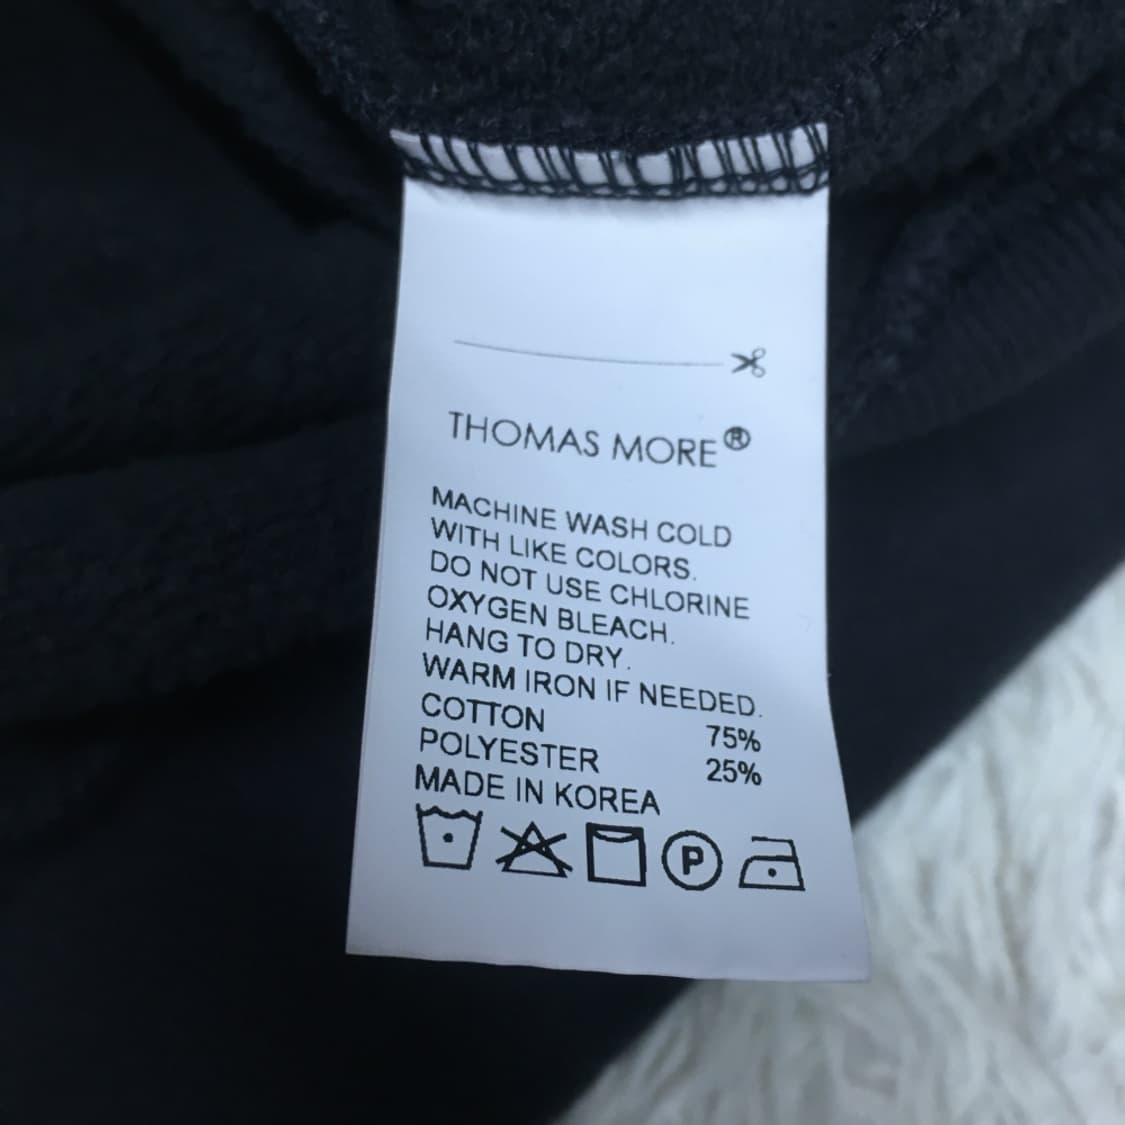 THOMAS MORE®
MACHINE WASH COLD
WITH LIKE COLORS.
DO NOT USE CHLORINE
OXYGEN BLEACH.
HANG TO DRY.
WARM IRON IF NEEDED.
COTTON 75%
POLYESTER 25%
MADE IN KOREA
P